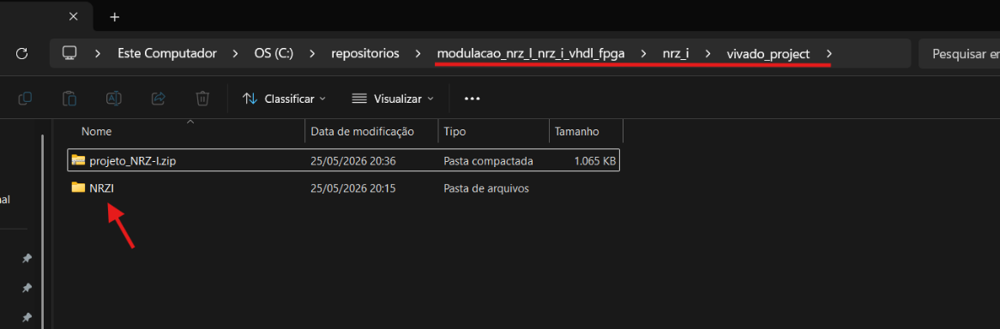 Este Computador > OS (C:) > repositorios > modulacao_nrz_l_nrz_i_vhdl_fpga > nrz_i > vivado_project >
Pesquisar em
Classificar
Visualizar
Nome Data de modificação Tipo Tamanho
projeto_NRZ-I.zip 25/05/2026 20:36 Pasta compactada 1.065 KB
NRZI 25/05/2026 20:15 Pasta de arquivos
nal